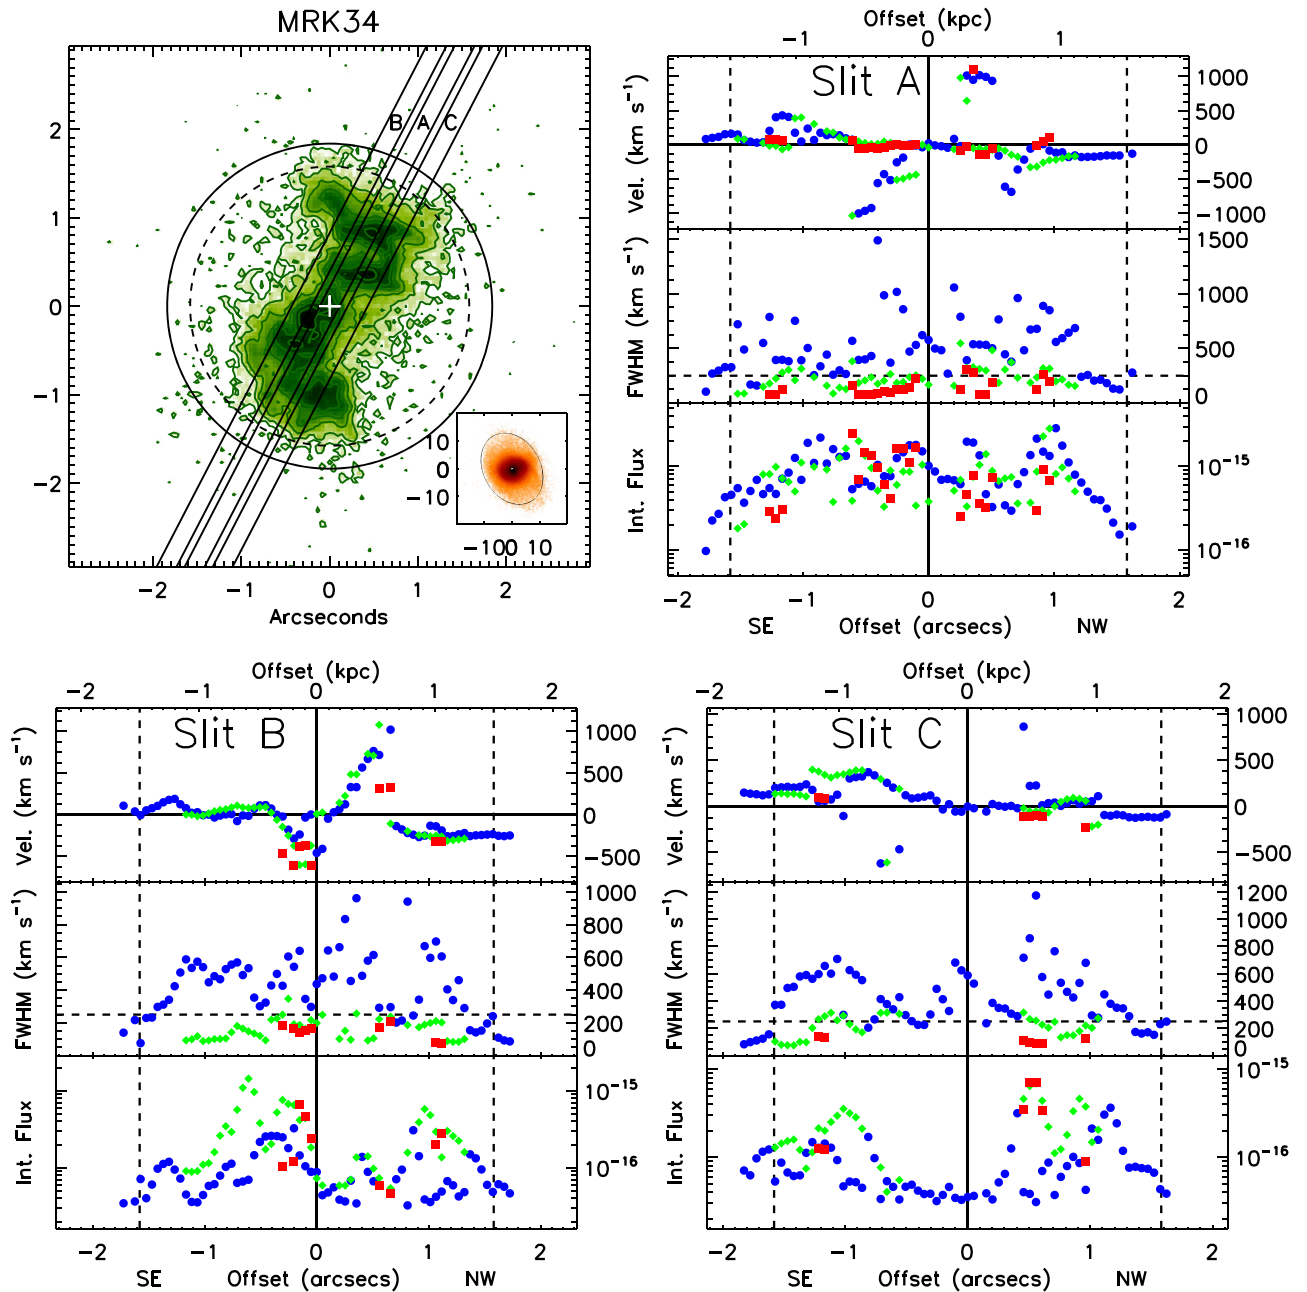 MRK34
B A C
2
1
0
−1
−2
−2 −1 0 1 2
Arcseconds
10
0
−10
−10 0 10
Offset (kpc)
−1 0 1
Slit A
Vel. (km s⁻¹)
1000
500
0
−500
−1000
FWHM (km s⁻¹)
1500
1000
500
0
Int. Flux
10⁻¹⁵
10⁻¹⁶
−2 −1 0 1 2
SE Offset (arcsecs) NW
Offset (kpc)
−2 −1 0 1 2
Slit B
Vel. (km s⁻¹)
1000
500
0
−500
FWHM (km s⁻¹)
1000
800
600
400
200
0
Int. Flux
10⁻¹⁵
10⁻¹⁶
−2 −1 0 1 2
SE Offset (arcsecs) NW
Offset (kpc)
−2 −1 0 1 2
Slit C
Vel. (km s⁻¹)
1000
500
0
−500
FWHM (km s⁻¹)
1200
1000
800
600
400
200
0
Int. Flux
10⁻¹⁵
10⁻¹⁶
−2 −1 0 1 2
SE Offset (arcsecs) NW